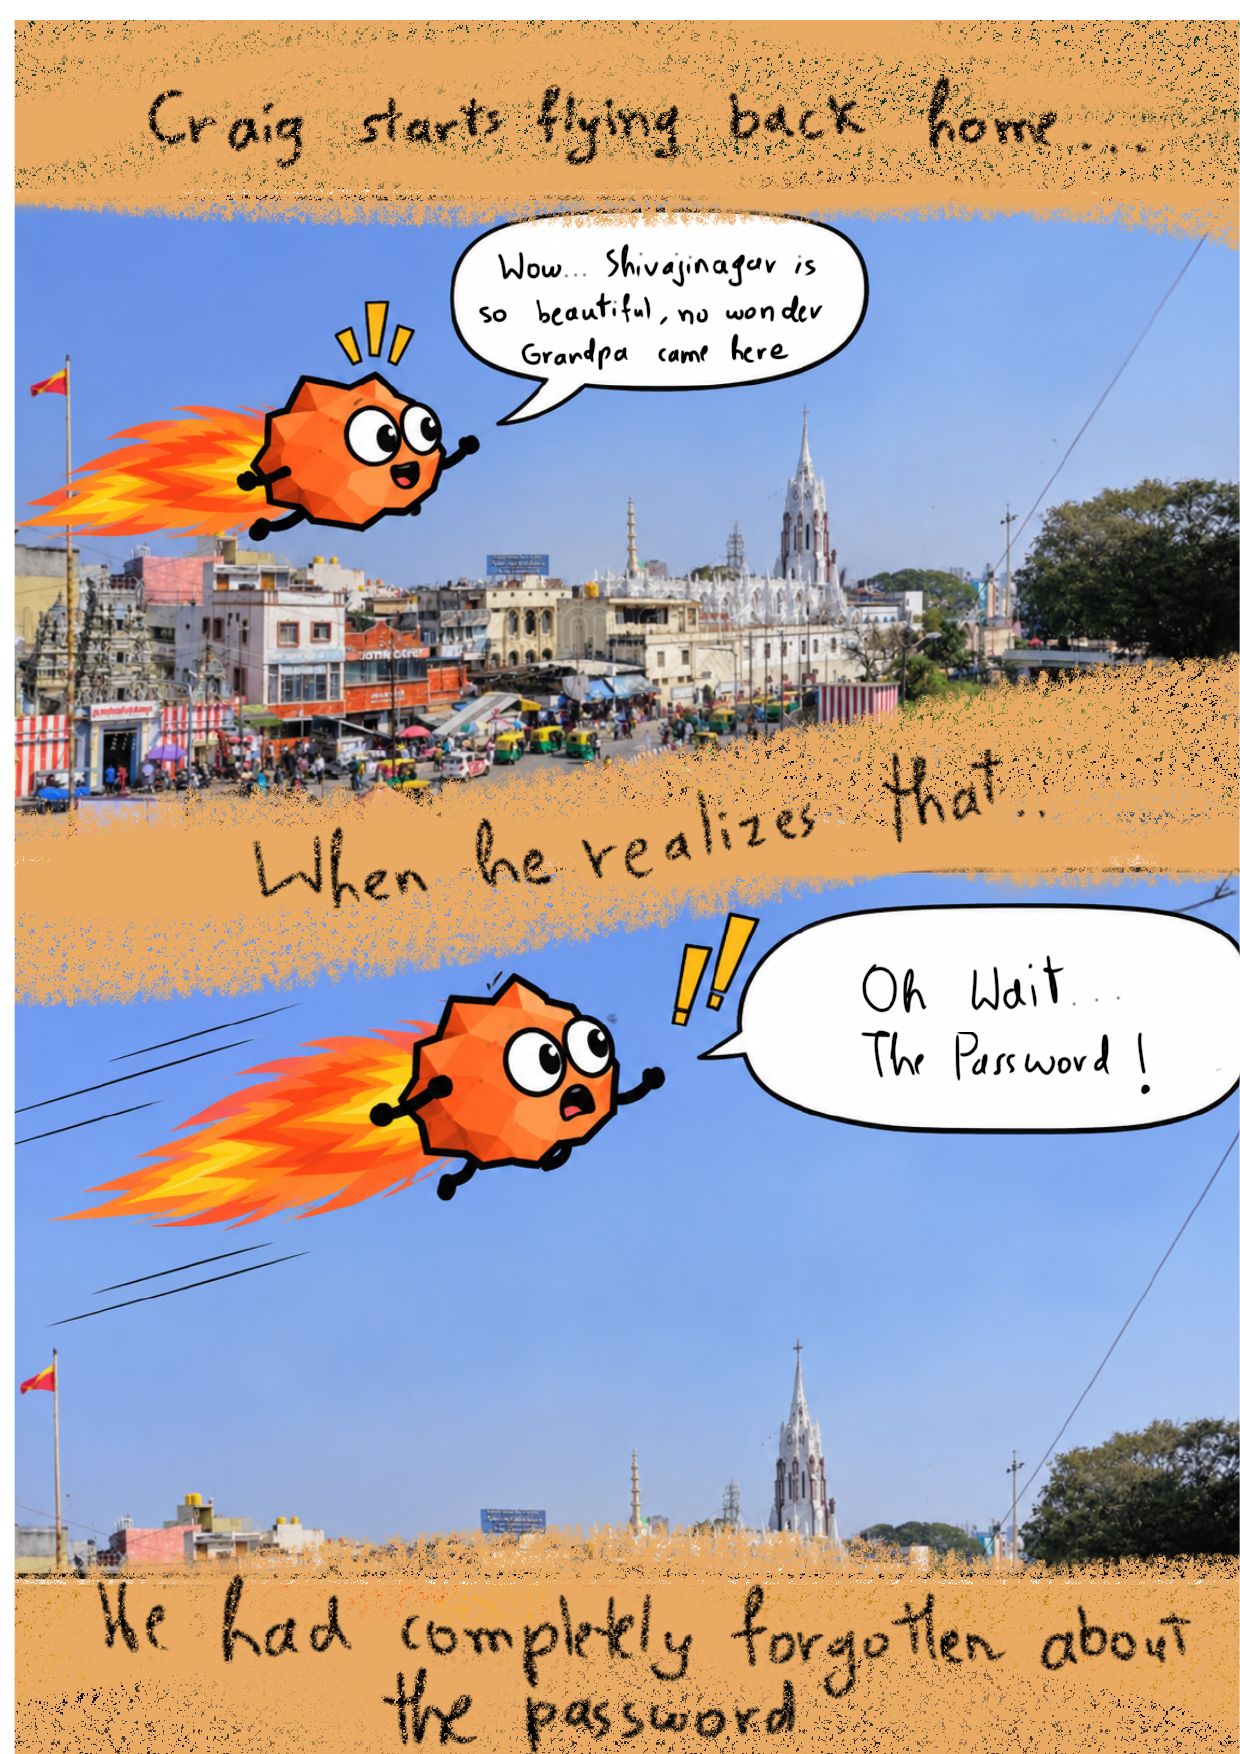 Craig starts flying back home...
Wow... Shivajinagar is
so beautiful, no wonder
Grandpa came here
When he realizes that..
Oh Wait...
The Password!
He had completely forgotten about
the password